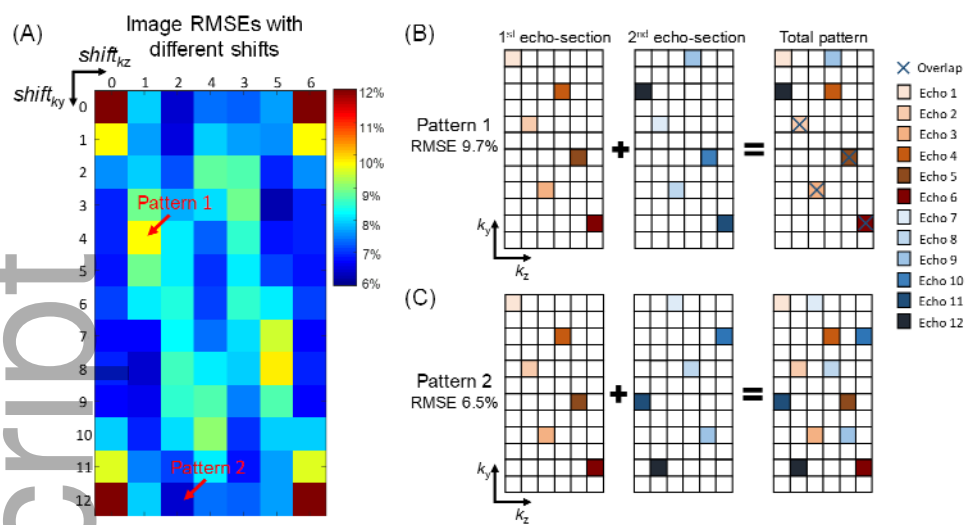 (A)
Image RMSEs with
different shifts
shift_kz
shift_ky
0 1 2 4 3 5 6
0
1
2
3
4
5
6
7
8
9
10
11
12
Pattern 1
Pattern 2
12%
11%
10%
9%
8%
7%
6%
cript
(B)
1st echo-section
2nd echo-section
Total pattern
Pattern 1
RMSE 9.7%
+
=
ky
kz
(C)
Pattern 2
RMSE 6.5%
+
=
ky
kz
Overlap
Echo 1
Echo 2
Echo 3
Echo 4
Echo 5
Echo 6
Echo 7
Echo 8
Echo 9
Echo 10
Echo 11
Echo 12